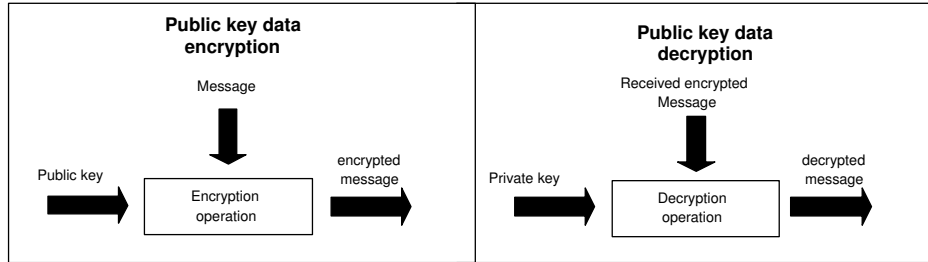 Public key data
encryption
Message
Public key
encrypted
message
Encryption
operation
Public key data
decryption
Received encrypted
Message
Private key
decrypted
message
Decryption
operation